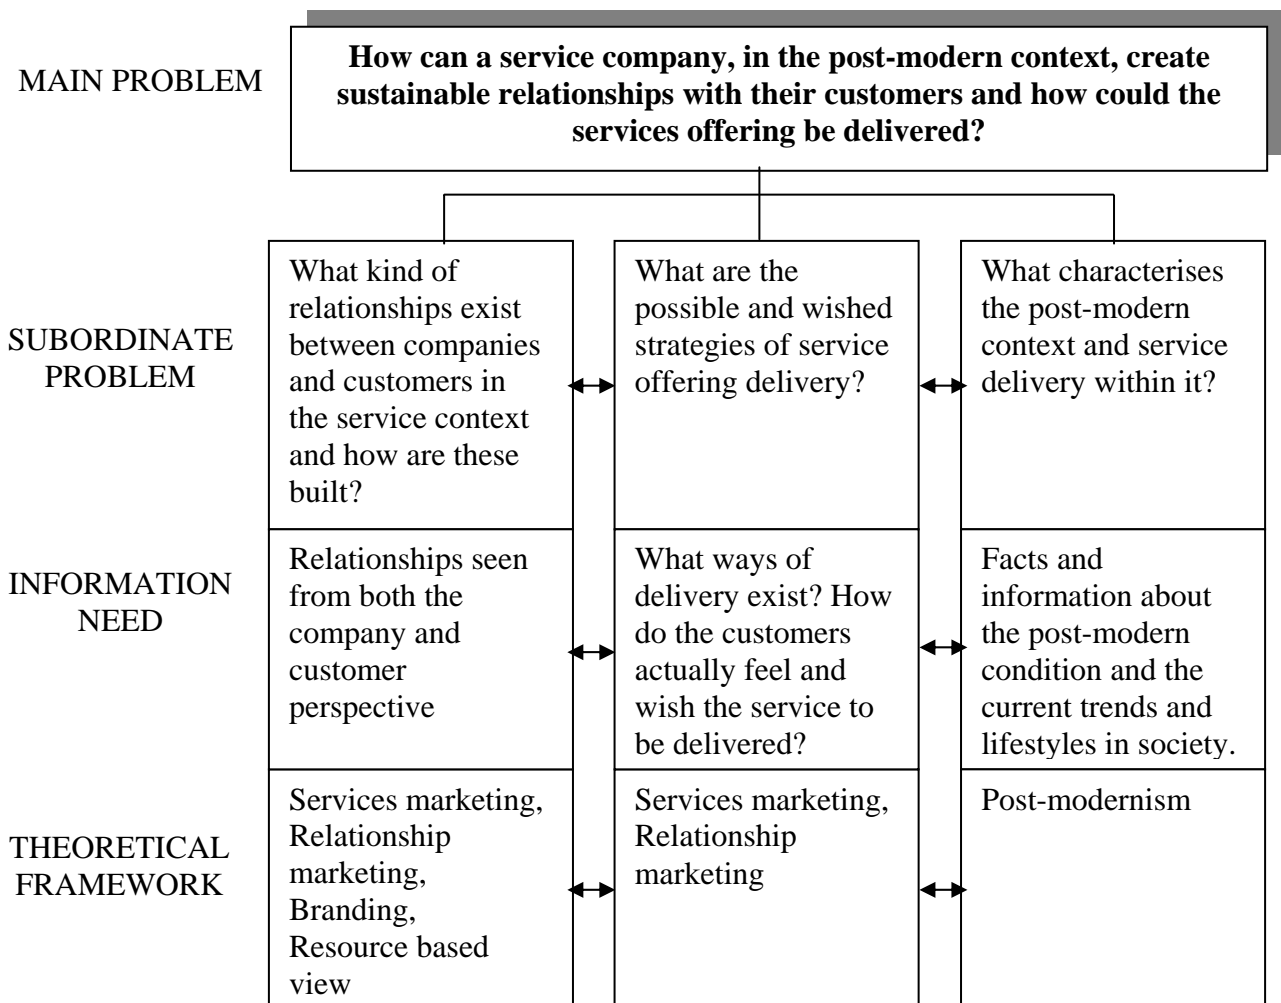 MAIN PROBLEM
How can a service company, in the post-modern context, create
sustainable relationships with their customers and how could the
services offering be delivered?
SUBORDINATE
PROBLEM
What kind of
relationships exist
between companies
and customers in
the service context
and how are these
built?
What are the
possible and wished
strategies of service
offering delivery?
What characterises
the post-modern
context and service
delivery within it?
INFORMATION
NEED
Relationships seen
from both the
company and
customer
perspective
What ways of
delivery exist? How
do the customers
actually feel and
wish the service to
be delivered?
Facts and
information about
the post-modern
condition and the
current trends and
lifestyles in society.
THEORETICAL
FRAMEWORK
Services marketing,
Relationship
marketing,
Branding,
Resource based
view
Services marketing,
Relationship
marketing
Post-modernism